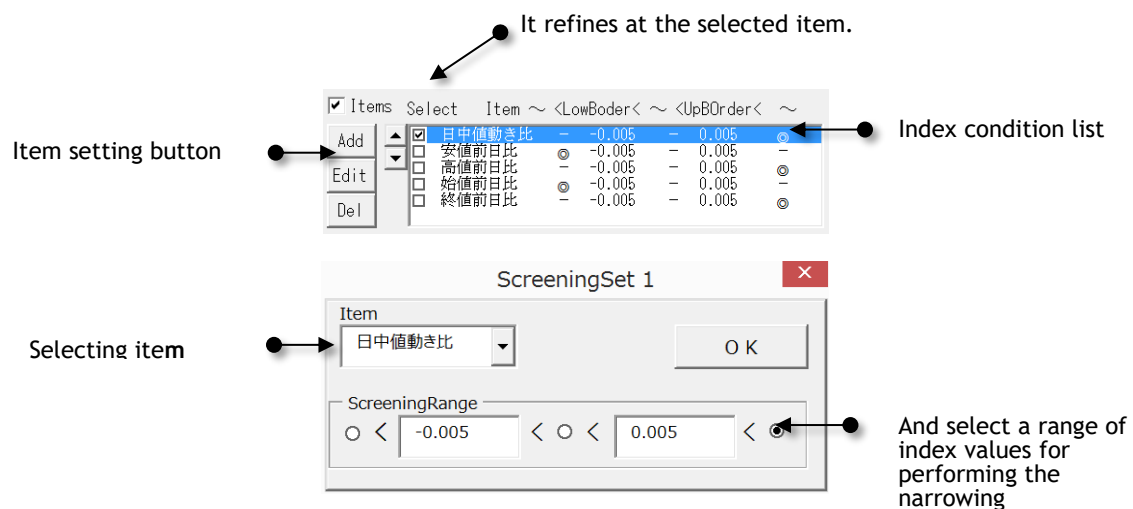 It refines at the selected item.
Items Select Item ~ <LowBoder< ~ <UpBOrder< ~
Add
Edit
Del
日中値動き比 - -0.005 - 0.005 ◎
安値前日比 ◎ -0.005 - 0.005 -
高値前日比 - -0.005 - 0.005 ◎
始値前日比 ◎ -0.005 - 0.005 -
終値前日比 - -0.005 - 0.005 ◎
Item setting button
Index condition list
ScreeningSet 1
Item
日中値動き比
O K
Selecting item
ScreeningRange
< -0.005 < < 0.005 <
And select a range of
index values for
performing the
narrowing